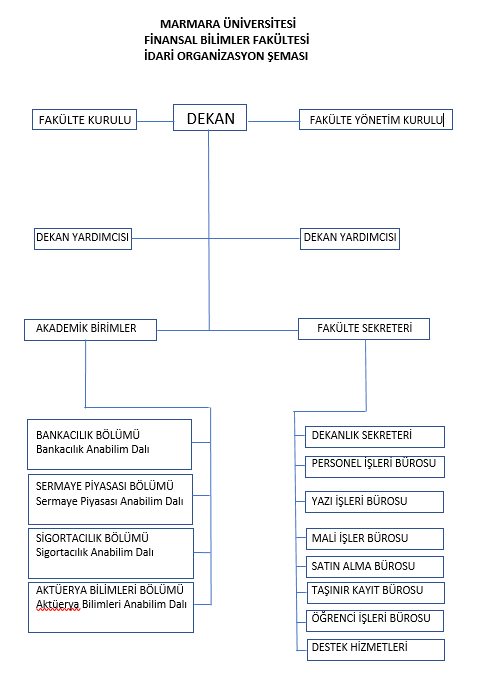 MARMARA ÜNİVERSİTESİ
FİNANSAL BİLİMLER FAKÜLTESİ
İDARİ ORGANİZASYON ŞEMASI
FAKÜLTE KURULU
DEKAN
FAKÜLTE YÖNETİM KURULU
DEKAN YARDIMCISI
DEKAN YARDIMCISI
AKADEMİK BİRİMLER
FAKÜLTE SEKRETERİ
BANKACILIK BÖLÜMÜ
Bankacılık Anabilim Dalı
SERMAYE PİYASASI BÖLÜMÜ
Sermaye Piyasası Anabilim Dalı
SİGORTACILIK BÖLÜMÜ
Sigortacılık Anabilim Dalı
AKTÜERYA BİLİMLERİ BÖLÜMÜ
Aktüerya Bilimleri Anabilim Dalı
DEKANLIK SEKRETERİ
PERSONEL İŞLERİ BÜROSU
YAZI İŞLERİ BÜROSU
MALİ İŞLER BÜROSU
SATIN ALMA BÜROSU
TAŞINIR KAYIT BÜROSU
ÖĞRENCİ İŞLERİ BÜROSU
DESTEK HİZMETLERİ